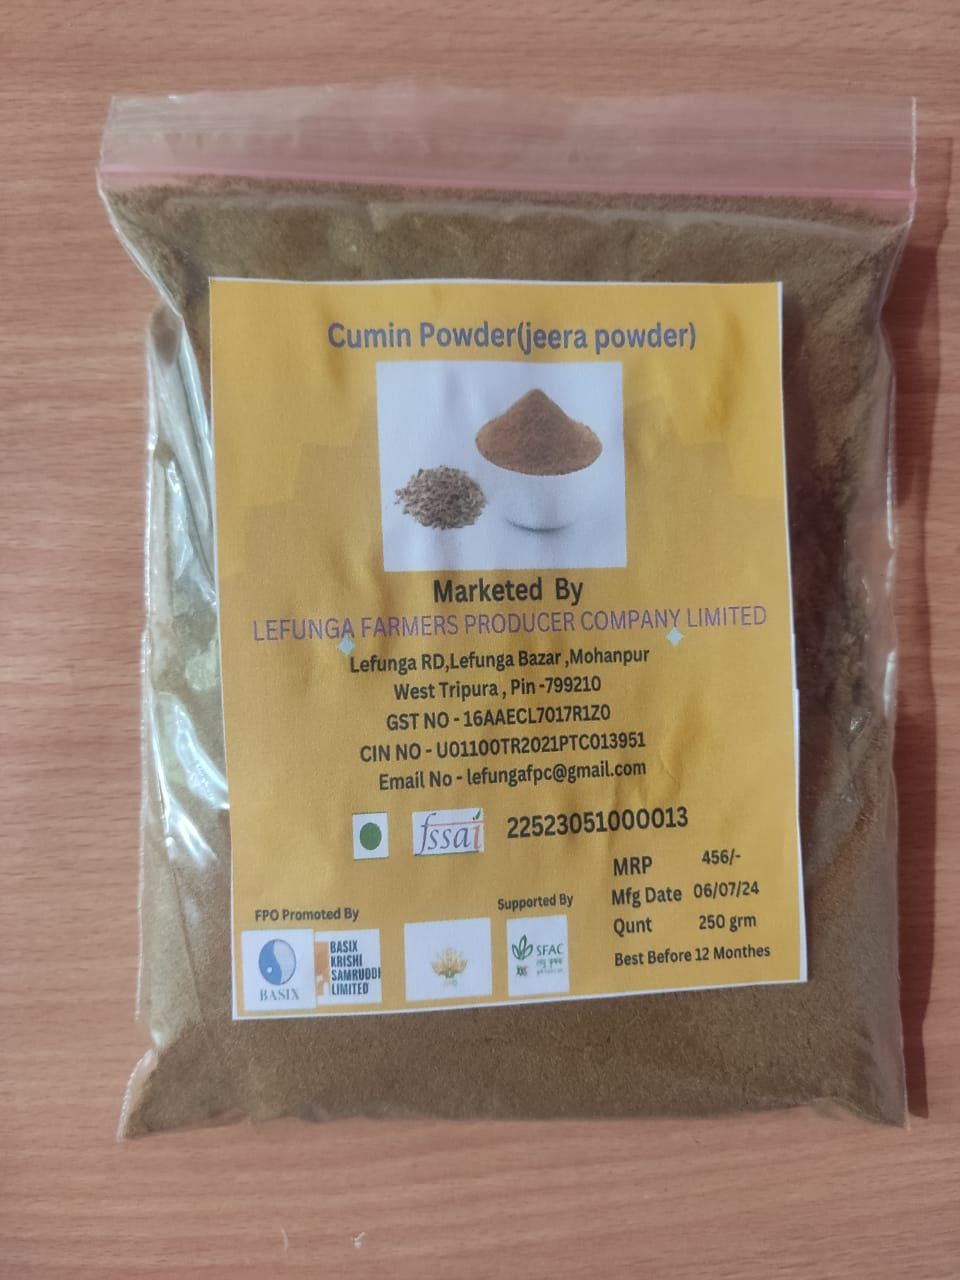 Cumin Powder(jeera powder)
Marketed By
LEFUNGA FARMERS PRODUCER COMPANY LIMITED
Lefunga RD,Lefunga Bazar ,Mohanpur
West Tripura , Pin -799210
GST NO - 16AAECL7017R1Z0
CIN NO - U01100TR2021PTC013951
Email No - lefungafpc@gmail.com
fssai 22523051000013
MRP 456/-
Mfg Date 06/07/24
Qunt 250 grm
Best Before 12 Monthes
FPO Promoted By
BASIX
BASIX
KRISHI
SAMRUDDHI
LIMITED
Supported By
SFAC